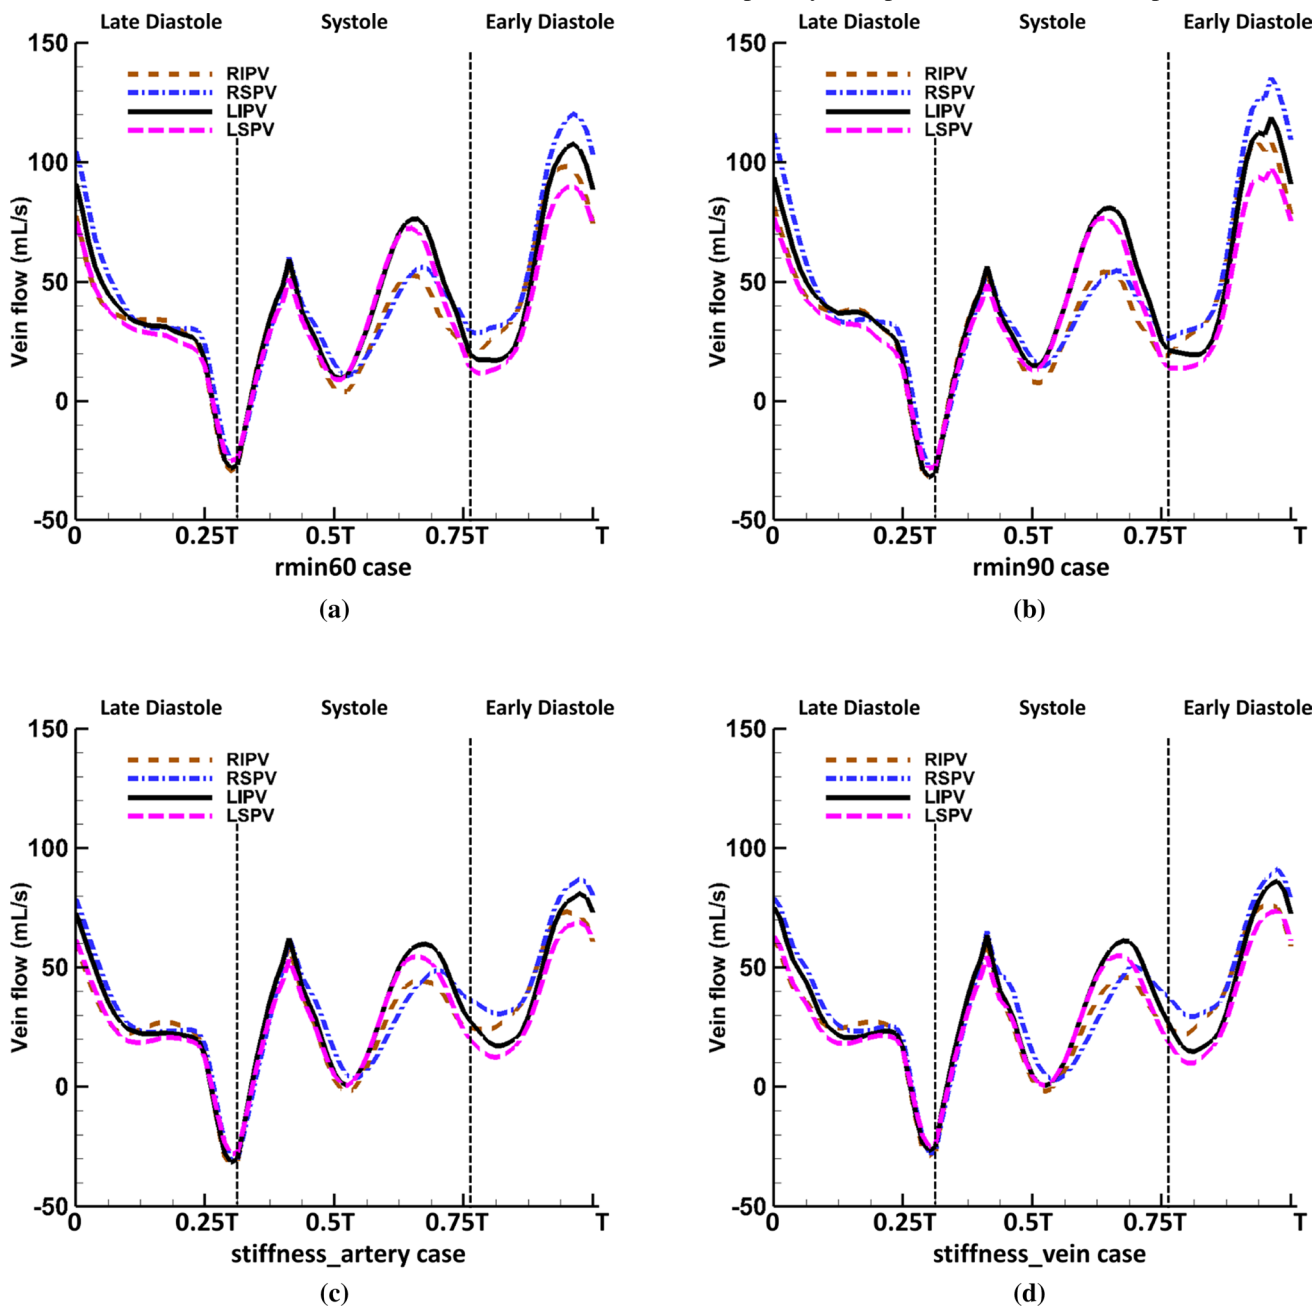 Late Diastole Systole Early Diastole
150
100
50
0
-50
Vein flow (mL/s)
RIPV
RSPV
LIPV
LSPV
0 0.25T 0.5T 0.75T T
rmin60 case
(a)
Late Diastole Systole Early Diastole
150
100
50
0
-50
Vein flow (mL/s)
RIPV
RSPV
LIPV
LSPV
0 0.25T 0.5T 0.75T T
rmin90 case
(b)
Late Diastole Systole Early Diastole
150
100
50
0
-50
Vein flow (mL/s)
RIPV
RSPV
LIPV
LSPV
0 0.25T 0.5T 0.75T T
stiffness_artery case
(c)
Late Diastole Systole Early Diastole
150
100
50
0
-50
Vein flow (mL/s)
RIPV
RSPV
LIPV
LSPV
0 0.25T 0.5T 0.75T T
stiffness_vein case
(d)